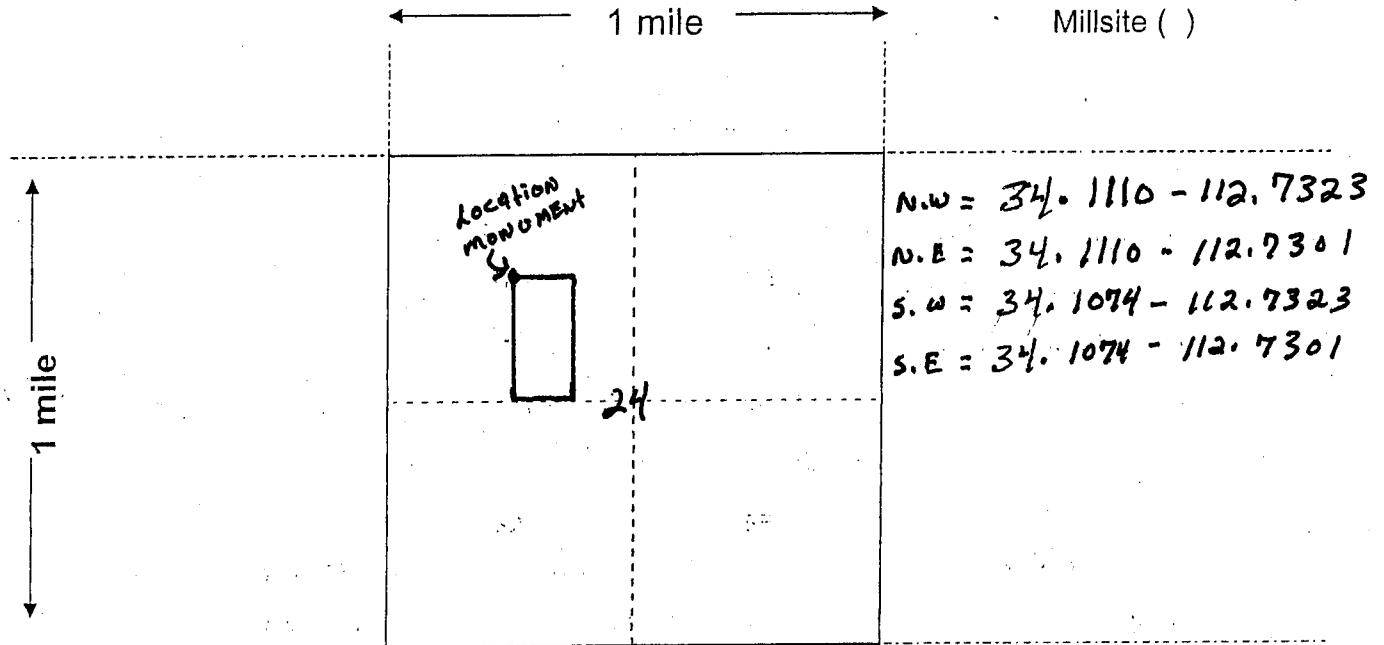 1 mile
Millsite ( )
Location
MONUMENT
N.W = 34.1110 - 112.7323
N.E = 34.1110 - 112.7301
S.W = 34.1074 - 112.7323
S.E = 34.1074 - 112.7301
1 mile
24